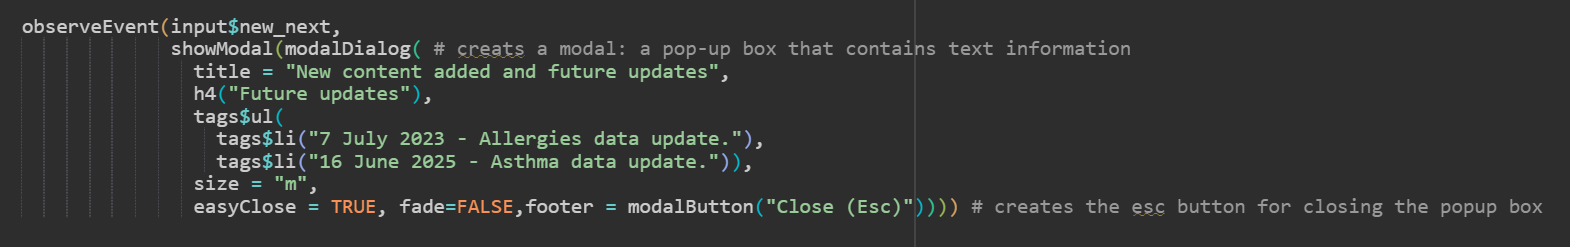 observeEvent(input$new_next,
showModal(modalDialog( # creats a modal: a pop-up box that contains text information
title = "New content added and future updates",
h4("Future updates"),
tags$ul(
tags$li("7 July 2023 - Allergies data update."),
tags$li("16 June 2025 - Asthma data update.")),
size = "m",
easyClose = TRUE, fade=FALSE,footer = modalButton("Close (Esc)")))) # creates the esc button for closing the popup box